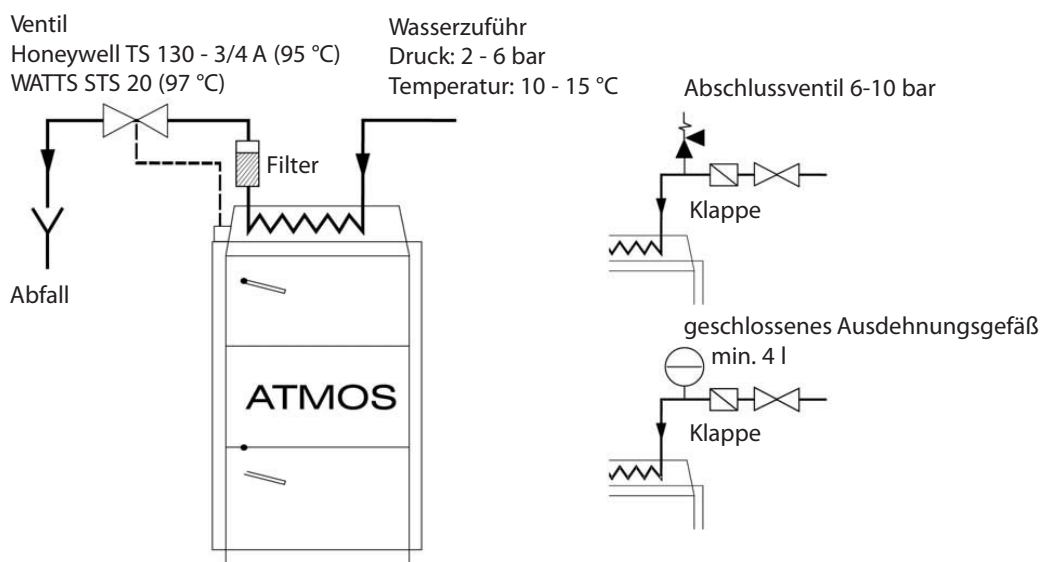 Ventil
Honeywell TS 130 - 3/4 A (95 °C)
WATTS STS 20 (97 °C)
Wasserzuführ
Druck: 2 - 6 bar
Temperatur: 10 - 15 °C
Filter
Abfall
ATMOS
Abschlussventil 6-10 bar
Klappe
geschlossenes Ausdehnungsgefäß
min. 4 l
Klappe